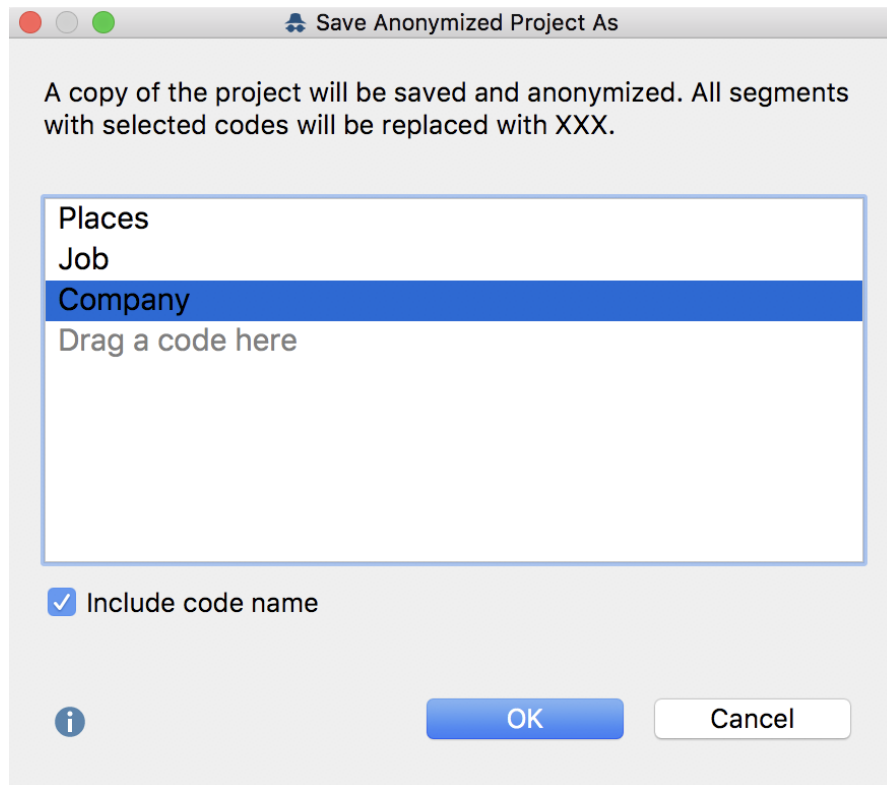 Save Anonymized Project As
A copy of the project will be saved and anonymized. All segments
with selected codes will be replaced with XXX.
Places
Job
Company
Drag a code here
Include code name
OK
Cancel